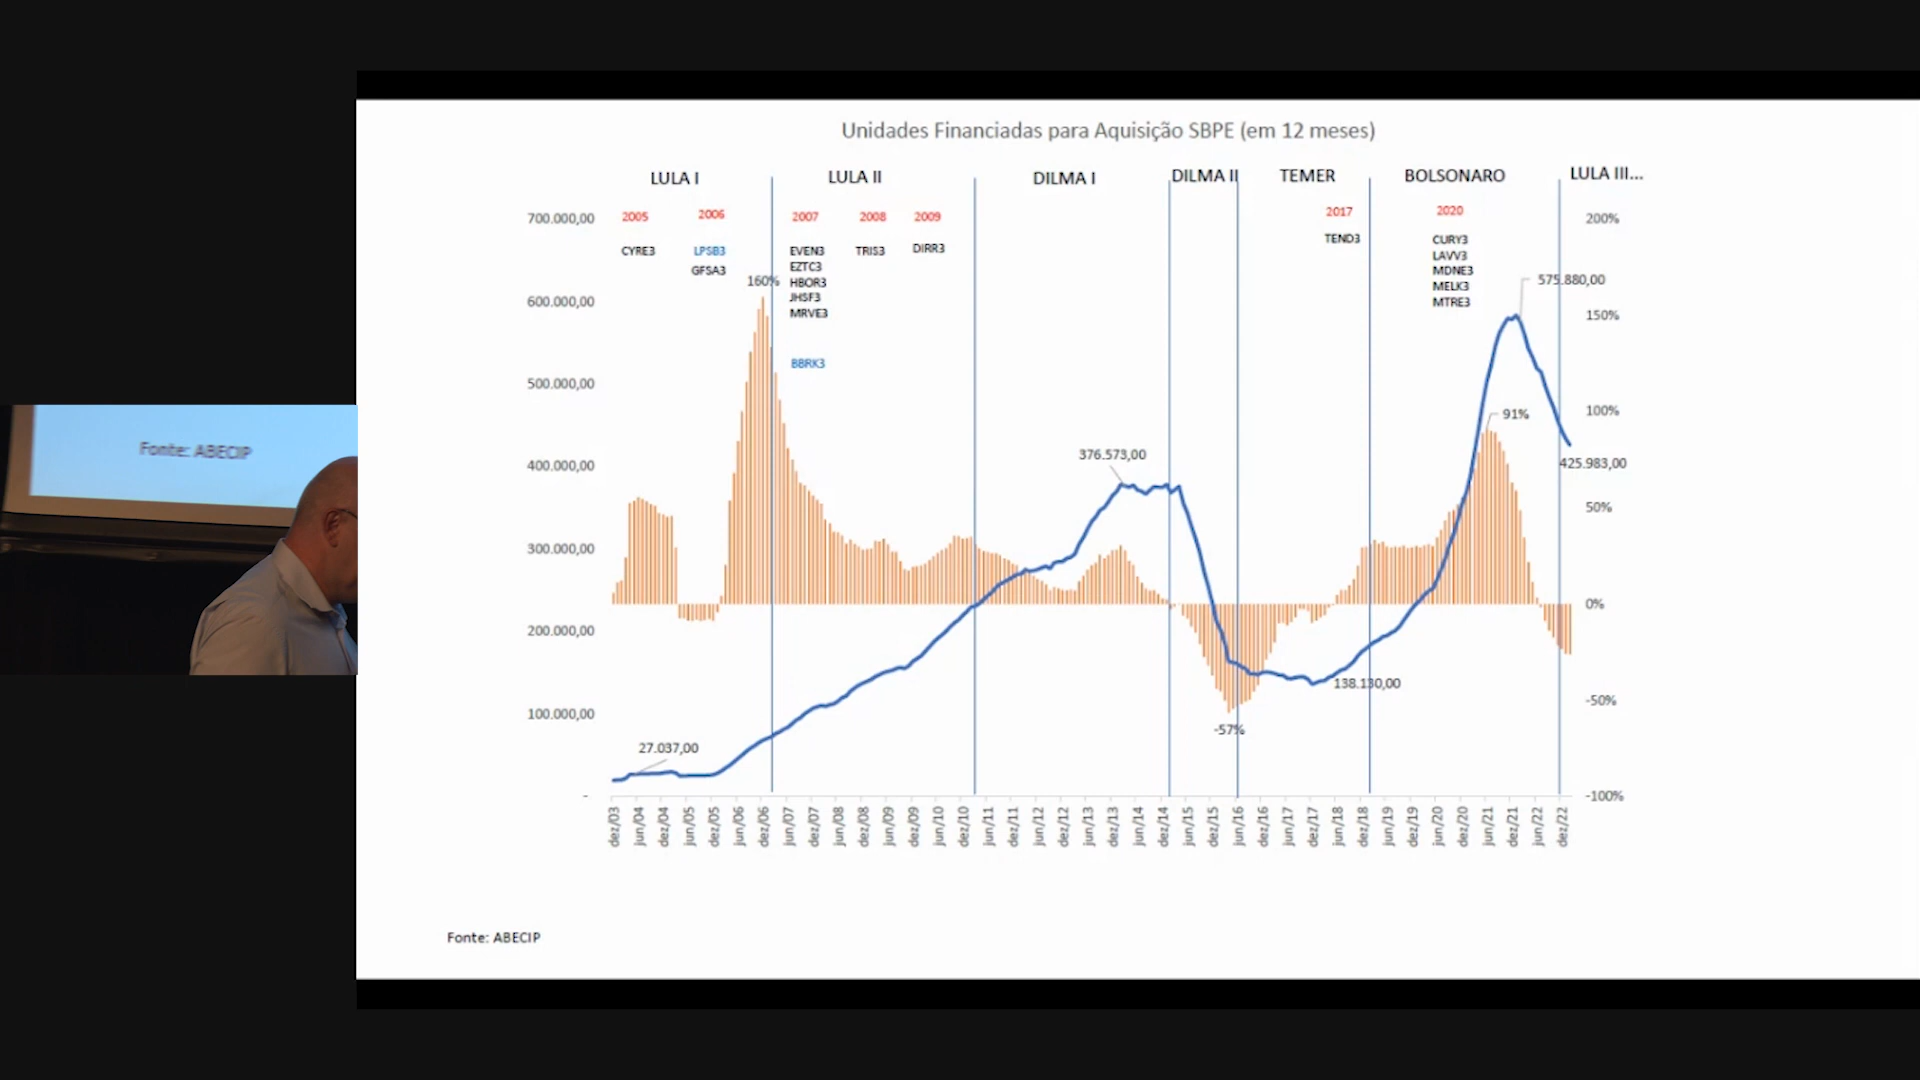 Unidades Financiadas para Aquisição SBPE (em 12 meses)
LULA I
LULA II
DILMA I
DILMA II
TEMER
BOLSONARO
LULA III...
2005
2006
2007
2008
2009
2017
2020
CYRE3
LPSB3
GFSA3
EVEN3
EZTC3
HBOR3
JHSF3
MRVE3
BBRK3
TRIS3
DIRR3
TEND3
CURY3
LAVV3
MDNE3
MELK3
MTRE3
700.000,00
600.000,00
500.000,00
400.000,00
300.000,00
200.000,00
100.000,00
-
200%
150%
100%
50%
0%
-50%
-100%
160%
575.880,00
91%
376.573,00
425.983,00
138.130,00
-57%
27.037,00
dez/03
jun/04
dez/04
jun/05
dez/05
jun/06
dez/06
jun/07
dez/07
jun/08
dez/08
jun/09
dez/09
jun/10
dez/10
jun/11
dez/11
jun/12
dez/12
jun/13
dez/13
jun/14
dez/14
jun/15
dez/15
jun/16
dez/16
jun/17
dez/17
jun/18
dez/18
jun/19
dez/19
jun/20
dez/20
jun/21
dez/21
jun/22
dez/22
Fonte: ABECIP
Fonte: ABECIP